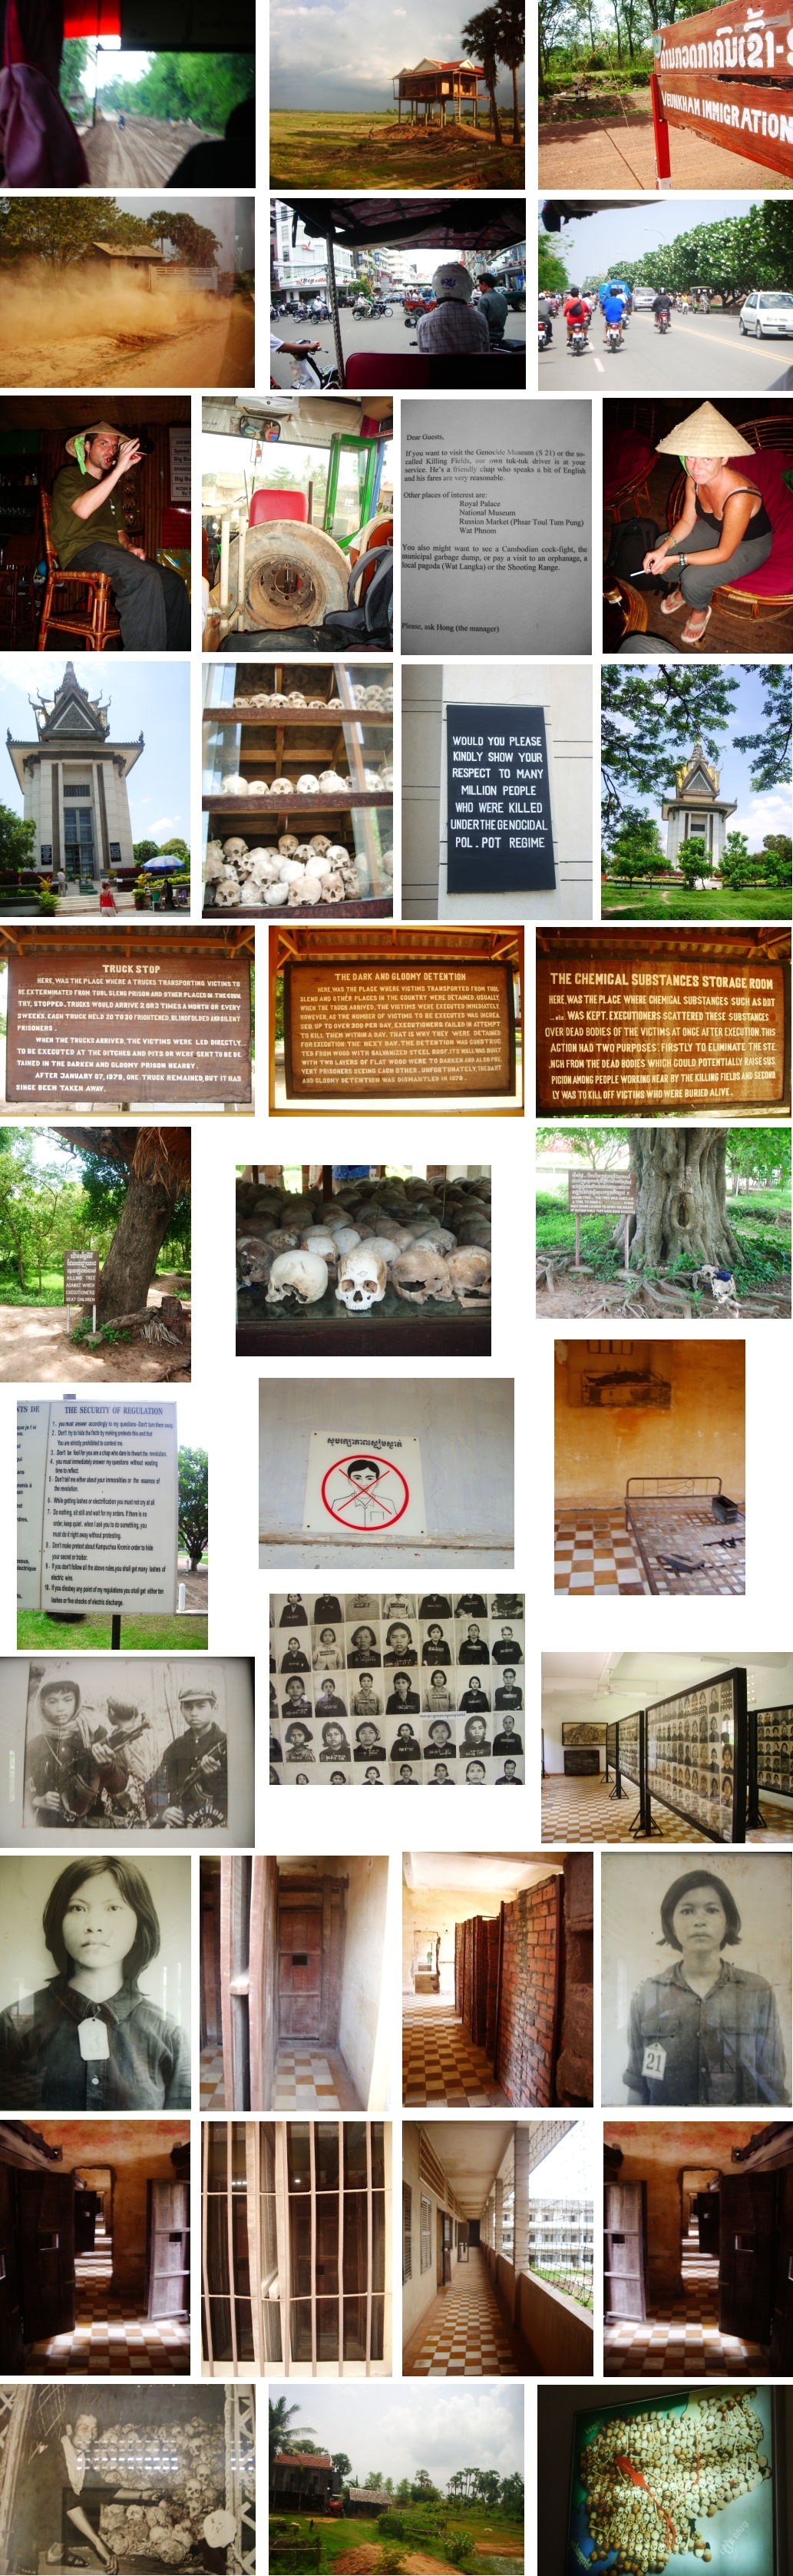 ด่านกวดคาคีมเຂົ້າ-
VEUNKHAM IMMIGRATION
Dear Guests,
If you want to visit the Genocide Museum (S 21) or the so-
called Killing Fields, our own tuk-tuk driver is at your
service. He's a friendly chap who speaks a bit of English
and his fares are very reasonable.
Other places of interest are:
Royal Palace
National Museum
Russian Market (Phsar Toul Tum Pung)
Wat Phnom
You also might want to see a Cambodian cock-fight, the
municipal garbage dump, or pay a visit to an orphanage, a
local pagoda (Wat Langka) or the Shooting Range.
Please, ask Hong (the manager)
WOULD YOU PLEASE
KINDLY SHOW YOUR
RESPECT TO MANY
MILLION PEOPLE
WHO WERE KILLED
UNDER THE GENOCIDAL
POL . POT REGIME
TRUCK STOP
HERE, WAS THE PLACE WHERE A TRUCKS TRANSPORTING VICTIMS TO
BE EXTERMINATED FROM TUOL SLENG PRISON AND OTHER PLACES IN THE COUN
TRY, STOPPED. TRUCKS WOULD ARRIVE 2 OR 3 TIMES A MONTH OR EVERY
3 WEEKS. EACH TRUCK HELD 20 TO 30 FRIGHTENED, BLINDFOLDED AND SILENT
PRISONERS .
WHEN THE TRUCKS ARRIVED, THE VICTIMS WERE LED DIRECTLY
TO BE EXECUTED AT THE DITCHES AND PITS OR WERE SENT TO BE DE
TAINED IN THE DARKEN AND GLOOMY PRISON NEARBY.
AFTER JANUARY 07, 1979, ONE TRUCK REMAINED, BUT IT HAS
SINCE BEEN TAKEN AWAY.
THE DARK AND GLOOMY DETENTION
HERE, WAS THE PLACE WHERE VICTIMS TRANSPORTED FROM TUOL
SLENG AND OTHER PLACES IN THE COUNTRY WERE DETAINED. USUALLY,
WHEN THE TRUCK ARRIVED, THE VICTIMS WERE EXECUTED IMMEDIATELY.
HOWEVER, AS THE NUMBER OF VICTIMS TO BE EXECUTED WAS INCREA
SED, UP TO OVER 300 PER DAY, EXECUTIONERS FAILED IN ATTEMPT
TO KILL THEM WITHIN A DAY. THAT IS WHY THEY WERE DETAINED
FOR EXECUTION THE NEXT DAY. THE DETENTION WAS CONSTRUC
TED FROM WOOD WITH GALVANIZED STEEL ROOF. ITS WALL WAS BUILT
WITH TWO LAYERS OF FLAT WOOD TO DARKEN AND ALSO PRE
VENT PRISONERS SEEING EACH OTHER. UNFORTUNATELY, THE DARK
AND GLOOMY DETENTION WAS DISMANTLED IN 1979.
THE CHEMICAL SUBSTANCES STORAGE ROOM
HERE, WAS THE PLACE WHERE CHEMICAL SUBSTANCES SUCH AS DDT
...etc. WAS KEPT. EXECUTIONERS SCATTERED THESE SUBSTANCES
OVER DEAD BODIES OF THE VICTIMS AT ONCE AFTER EXECUTION. THIS
ACTION HAD TWO PURPOSES: FIRSTLY TO ELIMINATE THE STE
NCH FROM THE DEAD BODIES WHICH COULD POTENTIALLY RAISE SUS
PICION AMONG PEOPLE WORKING NEAR BY THE KILLING FIELDS AND SECOND
LY WAS TO KILL OFF VICTIMS WHO WERE BURIED ALIVE .
KILLING TREE
AGAINST WHICH
EXECUTIONERS
BEAT CHILDREN
THE SECURITY OF REGULATION
1. you must answer accordingly to my questions-Don't turn them away.
2. Don't try to hide the facts by making pretexts this and that
You are strictly prohibited to contest me.
3. Don't be fool for you are a chap who dare to thwart the revolution.
4. you must immediately answer my questions without wasting
time to reflect.
5. Don't tell me either about your immoralities or the essence of
the revolution.
6. While getting lashes or electrification you must not cry at all
7. Do nothing, sit still and wait for my orders. If there is no
order, keep quiet. when I ask you to do something, you
must do it right away without protesting.
8. Don't make pretext about Kampuchea Krom in order to hide
your secret or traitor.
9. If you don't follow all the above rules, you shall get many lashes of
electric wire.
10. If you disobey any point of my regulations you shall get either ten
lashes or five shocks of electric discharge.
21